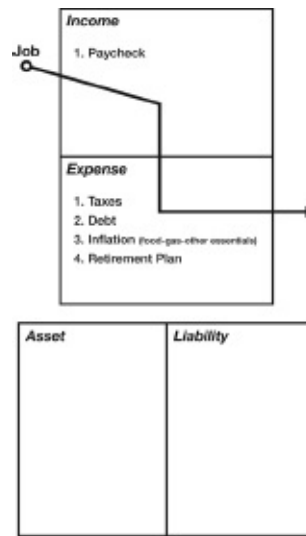 Income
Job
1. Paycheck
Expense
1. Taxes
2. Debt
3. Inflation (food-gas-other essentials)
4. Retirement Plan
Asset
Liability